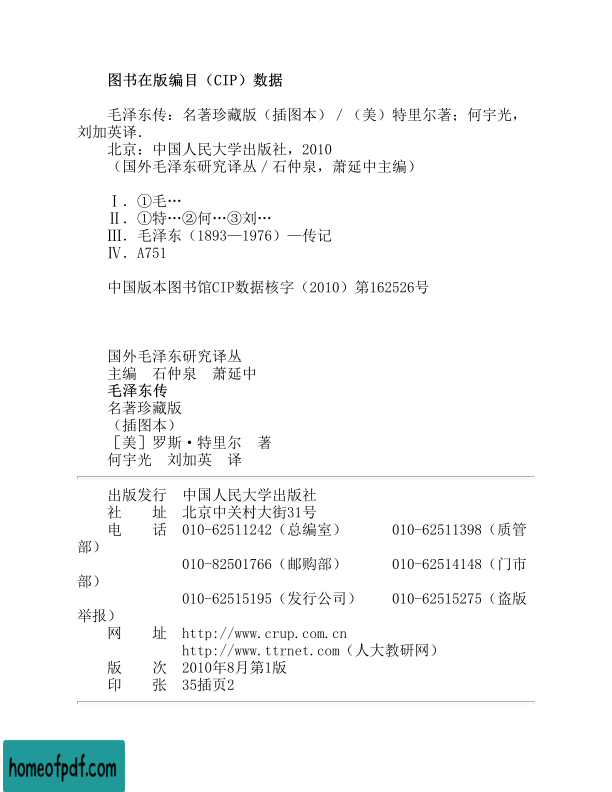 图书在版编目（CIP）数据
毛泽东传：名著珍藏版（插图本）／（美）特里尔著；何宇光，
刘加英译．
北京：中国人民大学出版社，2010
（国外毛泽东研究译丛／石仲泉，萧延中主编）
Ⅰ．①毛…
Ⅱ．①特…②何…③刘…
Ⅲ．毛泽东（1893—1976）—传记
Ⅳ．A751
中国版本图书馆CIP数据核字（2010）第162526号
国外毛泽东研究译丛
主编　石仲泉　萧延中
毛泽东传
名著珍藏版
（插图本）
［美］罗斯·特里尔　著
何宇光　刘加英　译
出版发行　中国人民大学出版社
社　　址　北京中关村大街31号
电　　话　010-62511242（总编室）　　　010-62511398（质管
部）
010-82501766（邮购部）　　　010-62514148（门市
部）
010-62515195（发行公司）　　010-62515275（盗版
举报）
网　　址　http://www.crup.com.cn
http://www.ttrnet.com（人大教研网）
版　　次　2010年8月第1版
印　　张　35插页2
homeofpdf.com